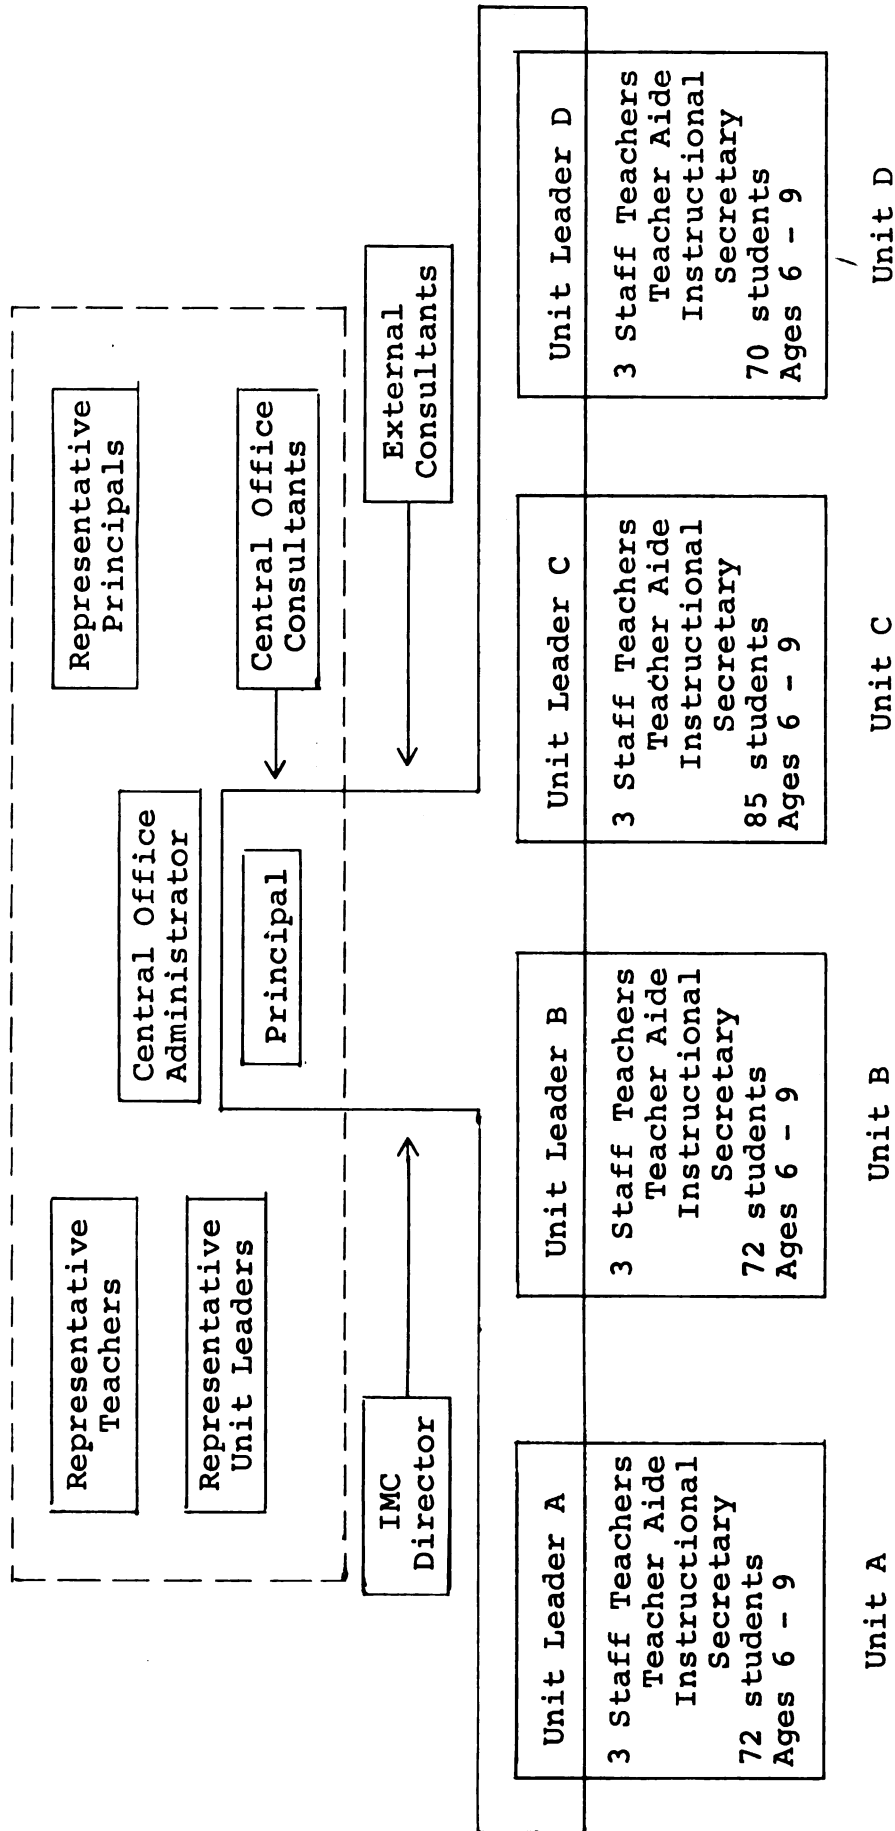 Representative
Teachers
Representative
Unit Leaders
Central Office
Administrator
Principal
Representative
Principals
Central Office
Consultants
IMC
Director
External
Consultants
Unit Leader A
3 Staff Teachers
Teacher Aide
Instructional
Secretary
72 students
Ages 6 - 9
Unit A
Unit Leader B
3 Staff Teachers
Teacher Aide
Instructional
Secretary
72 students
Ages 6 - 9
Unit B
Unit Leader C
3 Staff Teachers
Teacher Aide
Instructional
Secretary
85 students
Ages 6 - 9
Unit C
Unit Leader D
3 Staff Teachers
Teacher Aide
Instructional
Secretary
70 students
Ages 6 - 9
Unit D